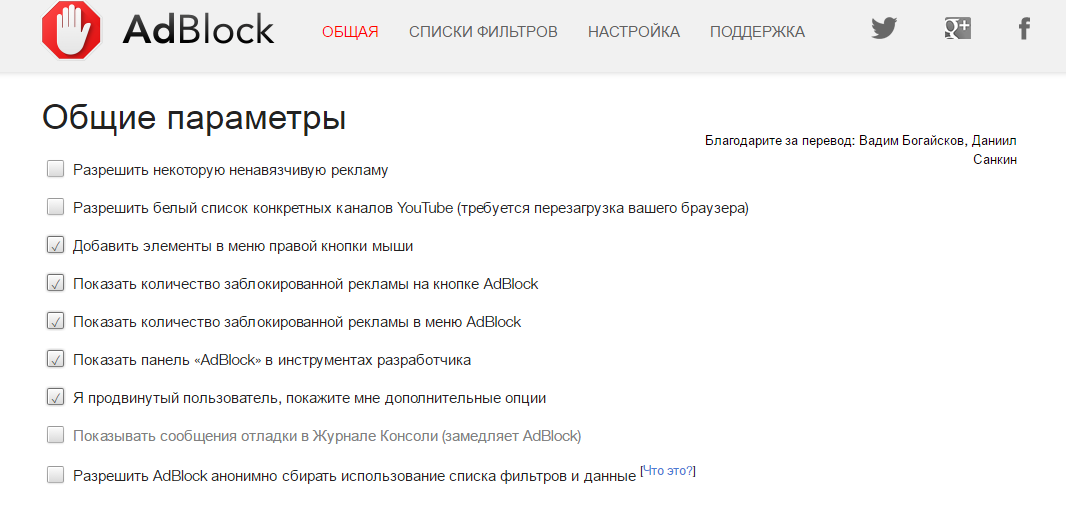 AdBlock
ОБЩАЯ СПИСКИ ФИЛЬТРОВ НАСТРОЙКА ПОДДЕРЖКА
Общие параметры
Благодарите за перевод: Вадим Богайсков, Даниил
Санкин
Разрешить некоторую ненавязчивую рекламу
Разрешить белый список конкретных каналов YouTube (требуется перезагрузка вашего браузера)
Добавить элементы в меню правой кнопки мыши
Показать количество заблокированной рекламы на кнопке AdBlock
Показать количество заблокированной рекламы в меню AdBlock
Показать панель «AdBlock» в инструментах разработчика
Я продвинутый пользователь, покажите мне дополнительные опции
Показывать сообщения отладки в Журнале Консоли (замедляет AdBlock)
Разрешить AdBlock анонимно сбирать использование списка фильтров и данные [Что это?]